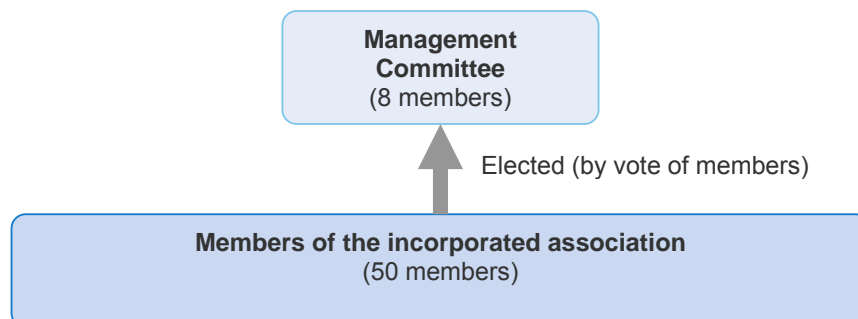 Management
Committee
(8 members)
Elected (by vote of members)
Members of the incorporated association
(50 members)